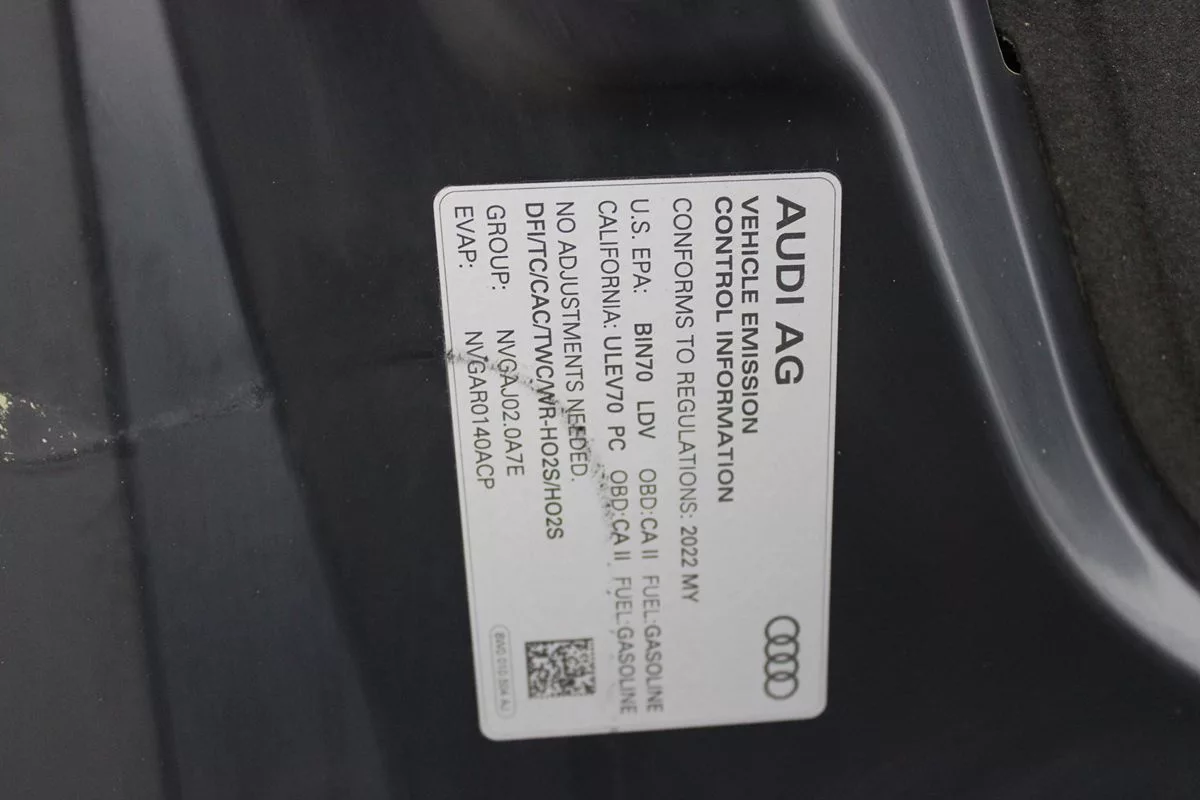 AUDI AG
VEHICLE EMISSION
CONTROL INFORMATION
CONFORMS TO REGULATIONS: 2022 MY
U.S. EPA: BIN70 LDV OBD:CA II FUEL:GASOLINE
CALIFORNIA: ULEV70 PC OBD:CA II FUEL:GASOLINE
NO ADJUSTMENTS NEEDED.
DFI/TC/CAC/TWC/WR-HO2S/HO2S
GROUP: NVGAJ02.0A7E
EVAP: NVGAR0140ACP